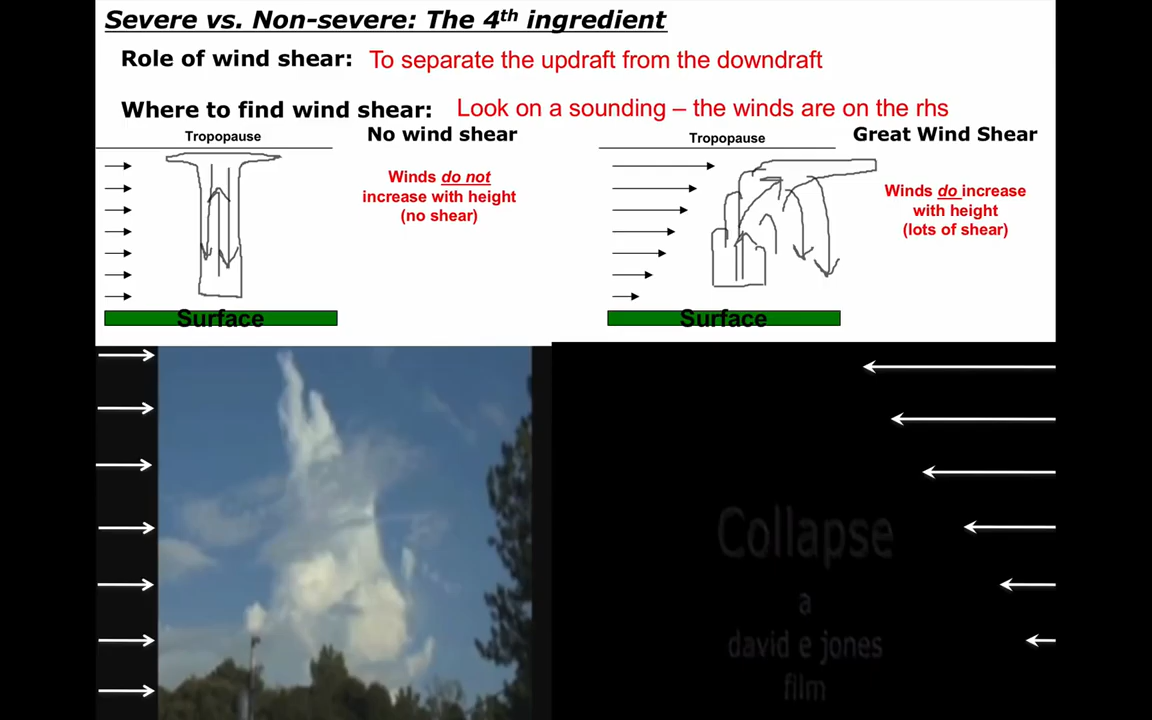 Severe vs. Non-severe: The 4th ingredient
Role of wind shear: To separate the updraft from the downdraft
Where to find wind shear: Look on a sounding – the winds are on the rhs
Tropopause
No wind shear
Winds do not
increase with height
(no shear)
Surface
Tropopause
Great Wind Shear
Winds do increase
with height
(lots of shear)
Surface
Collapse
a
david e jones
film